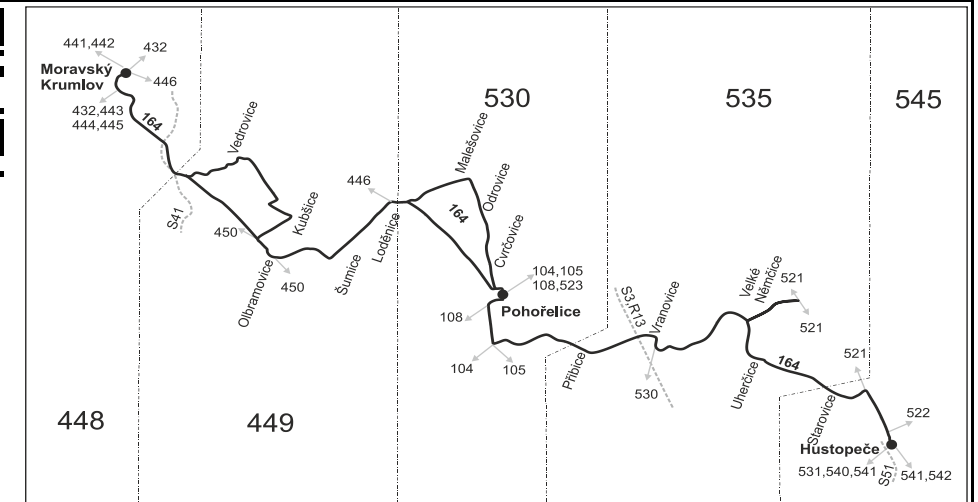 441,442
432
Moravský
Krumlov
446
432,443
444,445
164
S41
Vedrovice
Kubšice
450
450
Olbramovice
Šumice
Loděnice
446
448
449
530
Malešovice
164
Odrovice
Cvrčovice
104,105
108,523
Pohořelice
108
104
105
Přibice
S3,R13
Vranovice
530
535
Velké
Němčice
521
521
Uherčice
164
Starovice
545
521
522
Hustopeče
531,540,541
S51
541,542